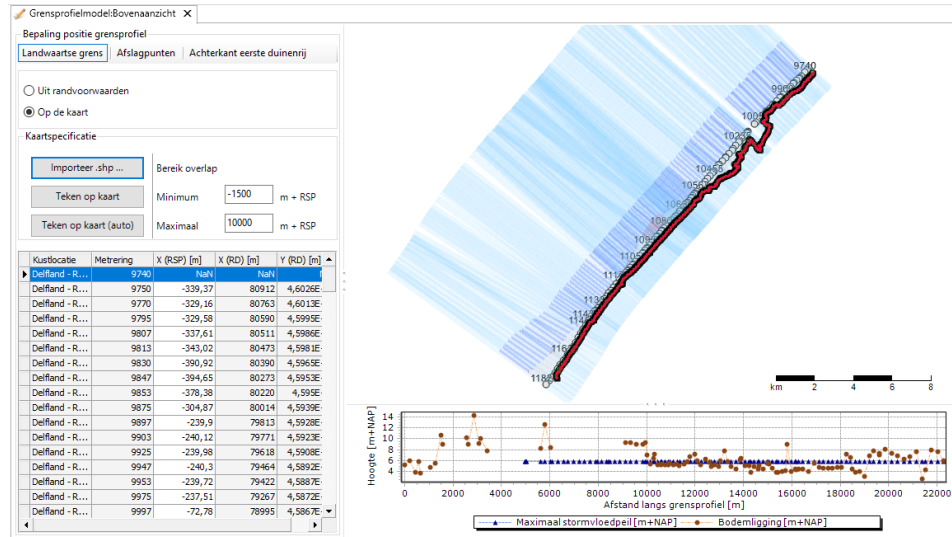 Grensprofielmodel:Bovenaanzicht
Bepaling positie grensprofiel
Landwaartse grens Afslagpunten Achterkant eerste duinenrij
Uit randvoorwaarden
Op de kaart
Kaartspecificatie
Importeer .shp ... Bereik overlap
Teken op kaart Minimum -1500 m + RSP
Teken op kaart (auto) Maximaal 10000 m + RSP
Kustlocatie Metrering X (RSP) [m] X (RD) [m] Y (RD) [m]
Delfland - R... 9740 NaN NaN
Delfland - R... 9750 -339,37 80912 4,6026E
Delfland - R... 9770 -329,16 80763 4,6013E
Delfland - R... 9795 -329,58 80590 4,5995E
Delfland - R... 9807 -337,61 80511 4,5986E
Delfland - R... 9813 -343,02 80473 4,5981E
Delfland - R... 9830 -390,92 80390 4,5965E
Delfland - R... 9847 -394,65 80273 4,5953E
Delfland - R... 9853 -378,38 80220 4,595E
Delfland - R... 9875 -304,87 80014 4,5939E
Delfland - R... 9897 -239,9 79813 4,5928E
Delfland - R... 9903 -240,12 79771 4,5923E
Delfland - R... 9925 -239,98 79618 4,5908E
Delfland - R... 9947 -240,3 79464 4,5892E
Delfland - R... 9953 -239,72 79422 4,5887E
Delfland - R... 9975 -237,51 79267 4,5872E
Delfland - R... 9997 -72,78 78995 4,5867E
9740
10235
10488
km 2 4 6 8
Hoogte [m+NAP]
14
12
10
8
6
4
0 2000 4000 6000 8000 10000 12000 14000 16000 18000 20000 22000
Afstand langs grensprofiel [m]
Maximaal stormvloedpeil [m+NAP] Bodemligging [m+NAP]